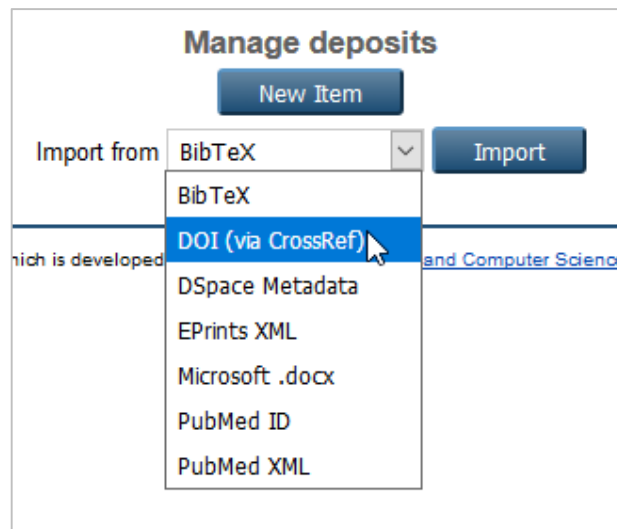 Manage deposits
New Item
Import from BibTeX Import
BibTeX
DOI (via CrossRef)
which is developed and Computer Scienc
DSpace Metadata
EPrints XML
Microsoft .docx
PubMed ID
PubMed XML